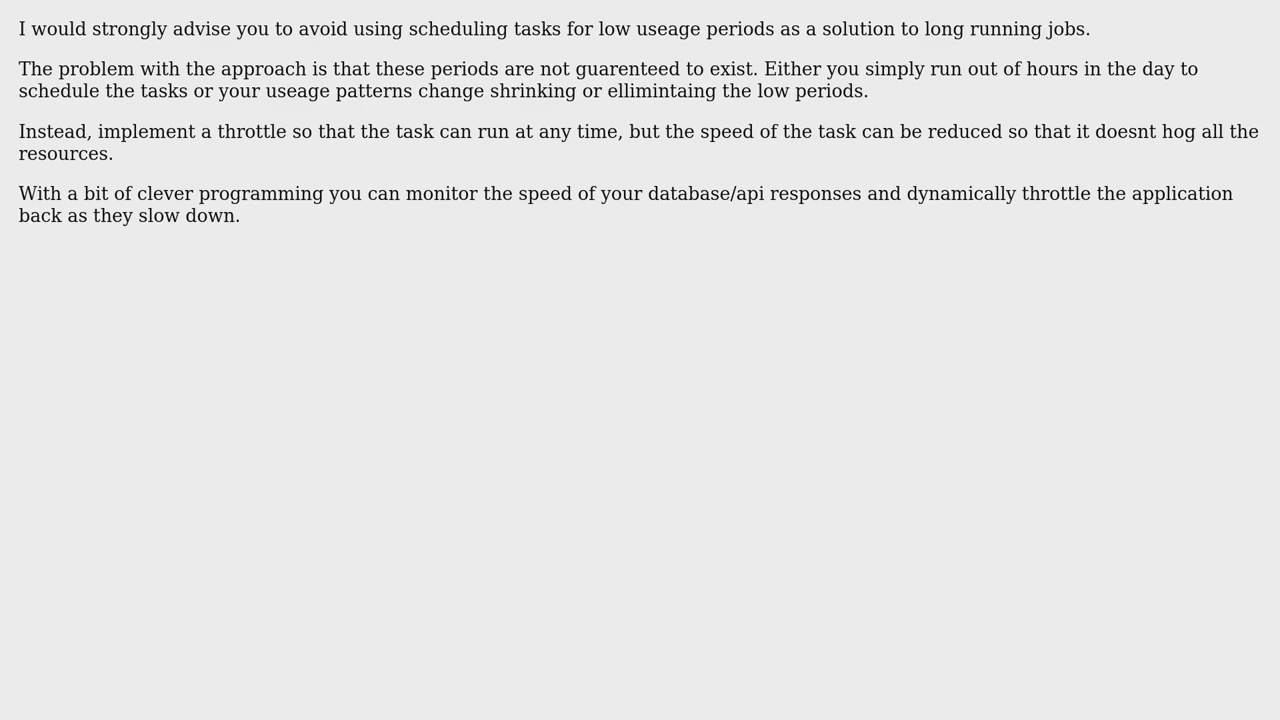 I would strongly advise you to avoid using scheduling tasks for low useage periods as a solution to long running jobs.
The problem with the approach is that these periods are not guarenteed to exist. Either you simply run out of hours in the day to
schedule the tasks or your useage patterns change shrinking or ellimintaing the low periods.
Instead, implement a throttle so that the task can run at any time, but the speed of the task can be reduced so that it doesnt hog all the
resources.
With a bit of clever programming you can monitor the speed of your database/api responses and dynamically throttle the application
back as they slow down.